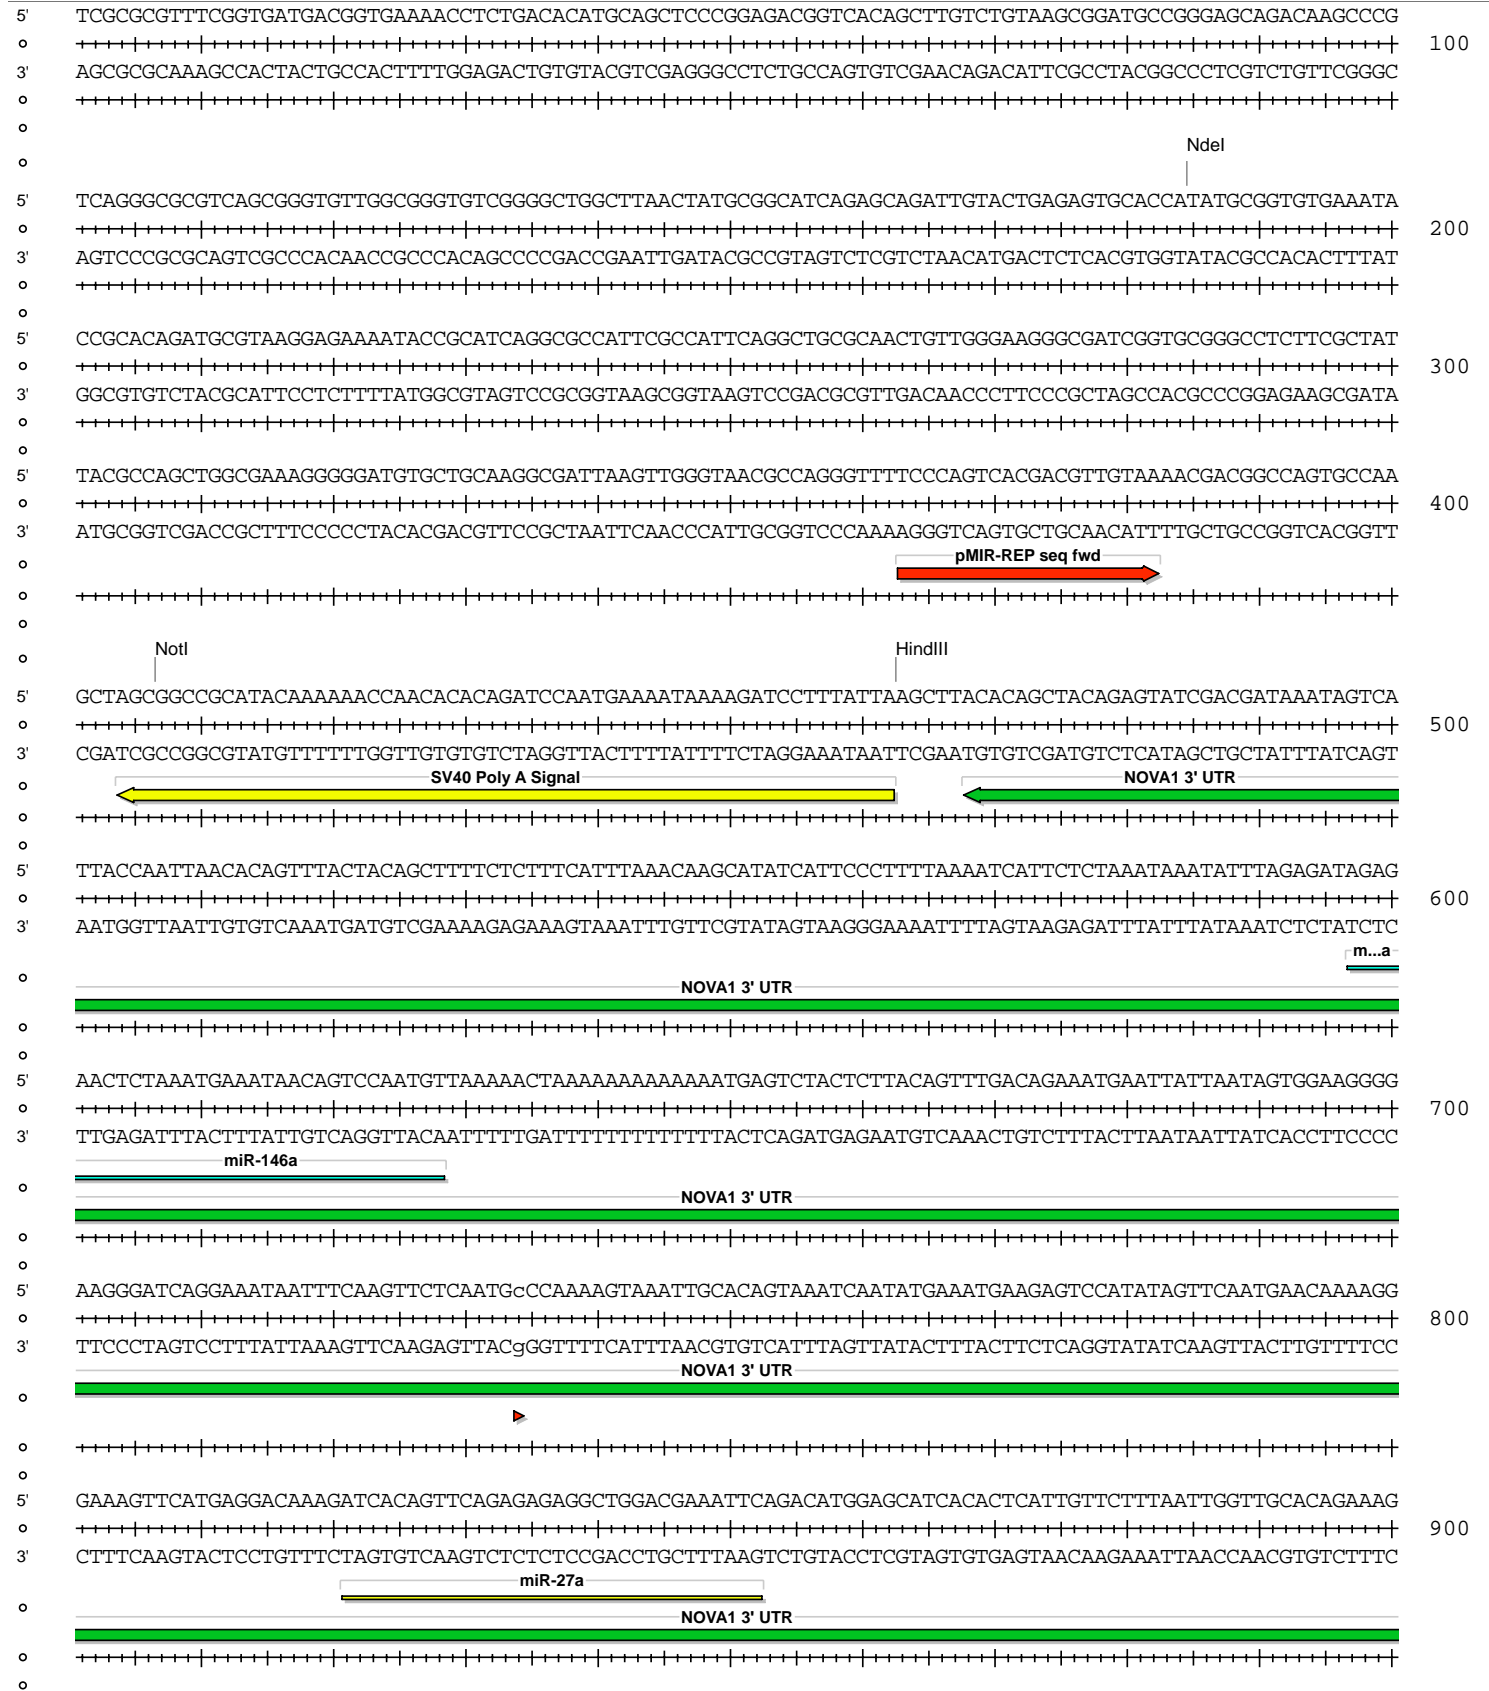 5' TCGCGCGTTTCGGTGATGACGGTGAAAACCTCTGACACATGCAGCTCCCGGAGACGGTCACAGCTTGTCTGTAAGCGGATGCCGGGAGCAGACAAGCCCG
100
3' AGCGCGCAAAGCCACTACTGCCACTTTTGGAGACTGTGTACGTCGAGGGCCTCTGCCAGTGTCGAACAGACATTCGCCTACGGCCCTCGTCTGTTCGGGC
NdeI
5' TCAGGGCGCGTCAGCGGGTGTTGGCGGGTGTCGGGGCTGGCTTAACTATGCGGCATCAGAGCAGATTGTACTGAGAGTGCACCATATGCGGTGTGAAATA
200
3' AGTCCCGCGCAGTCGCCCACAACCGCCCACAGCCCCGACCGAATTGATACGCCGTAGTCTCGTCTAACATGACTCTCACGTGGTATACGCCACACTTTAT
5' CCGCACAGATGCGTAAGGAGAAAATACCGCATCAGGCGCCATTCGCCATTCAGGCTGCGCAACTGTTGGGAAGGGCGATCGGTGCGGGCCTCTTCGCTAT
300
3' GGCGTGTCTACGCATTCCTCTTTTATGGCGTAGTCCGCGGTAAGCGGTAAGTCCGACGCGTTGACAACCCTTCCCGCTAGCCACGCCCGGAGAAGCGATA
5' TACGCCAGCTGGCGAAAGGGGGATGTGCTGCAAGGCGATTAAGTTGGGTAACGCCAGGGTTTTCCCAGTCACGACGTTGTAAAACGACGGCCAGTGCCAA
400
3' ATGCGGTCGACCGCTTTCCCCCTACACGACGTTCCGCTAATTCAACCCATTGCGGTCCCAAAAGGGTCAGTGCTGCAACATTTTGCTGCCGGTCACGGTT
pMIR-REP seq fwd
NotI HindIII
5' GCTAGCGGCCGCATACAAAAAACCAACACACAGATCCAATGAAAATAAAAGATCCTTTATTAAGCTTACACAGCTACAGAGTATCGACGATAAATAGTCA
500
3' CGATCGCCGGCGTATGTTTTTTGGTTGTGTGTCTAGGTTACTTTTATTTTCTAGGAAATAATTCGAATGTGTCGATGTCTCATAGCTGCTATTTATCAGT
SV40 Poly A Signal NOVA1 3' UTR
5' TTACCAATTAACACAGTTTACTACAGCTTTTCTCTTTCATTTAAACAAGCATATCATTCCCTTTTAAAATCATTCTCTAAATAAATATTTAGAGATAGAG
600
3' AATGGTTAATTGTGTCAAATGATGTCGAAAAGAGAAAGTAAATTTGTTCGTATAGTAAGGGAAAATTTTAGTAAGAGATTTATTTATAAATCTCTATCTC
m...a
NOVA1 3' UTR
5' AACTCTAAATGAAATAACAGTCCAATGTTAAAAACTAAAAAAAAAAAAATGAGTCTACTCTTACAGTTTGACAGAAATGAATTATTAATAGTGGAAGGGG
700
3' TTGAGATTTACTTTATTGTCAGGTTACAATTTTTGATTTTTTTTTTTTTACTCAGATGAGAATGTCAAACTGTCTTTACTTAATAATTATCACCTTCCCC
miR-146a
NOVA1 3' UTR
5' AAGGGATCAGGAAATAATTTCAAGTTCTCAATGcCCAAAAGTAAATTGCACAGTAAATCAATATGAAATGAAGAGTCCATATAGTTCAATGAACAAAAGG
800
3' TTCCCTAGTCCTTTATTAAAGTTCAAGAGTTACgGGTTTTCATTTAACGTGTCATTTAGTTATACTTTACTTCTCAGGTATATCAAGTTACTTGTTTTCC
NOVA1 3' UTR
5' GAAAGTTCATGAGGACAAAGATCACAGTTCAGAGAGAGGCTGGACGAAATTCAGACATGGAGCATCACACTCATTGTTCTTTAATTGGTTGCACAGAAAG
900
3' CTTTCAAGTACTCCTGTTTCTAGTGTCAAGTCTCTCTCCGACCTGCTTTAAGTCTGTACCTCGTAGTGTGAGTAACAAGAAATTAACCAACGTGTCTTTC
miR-27a
NOVA1 3' UTR